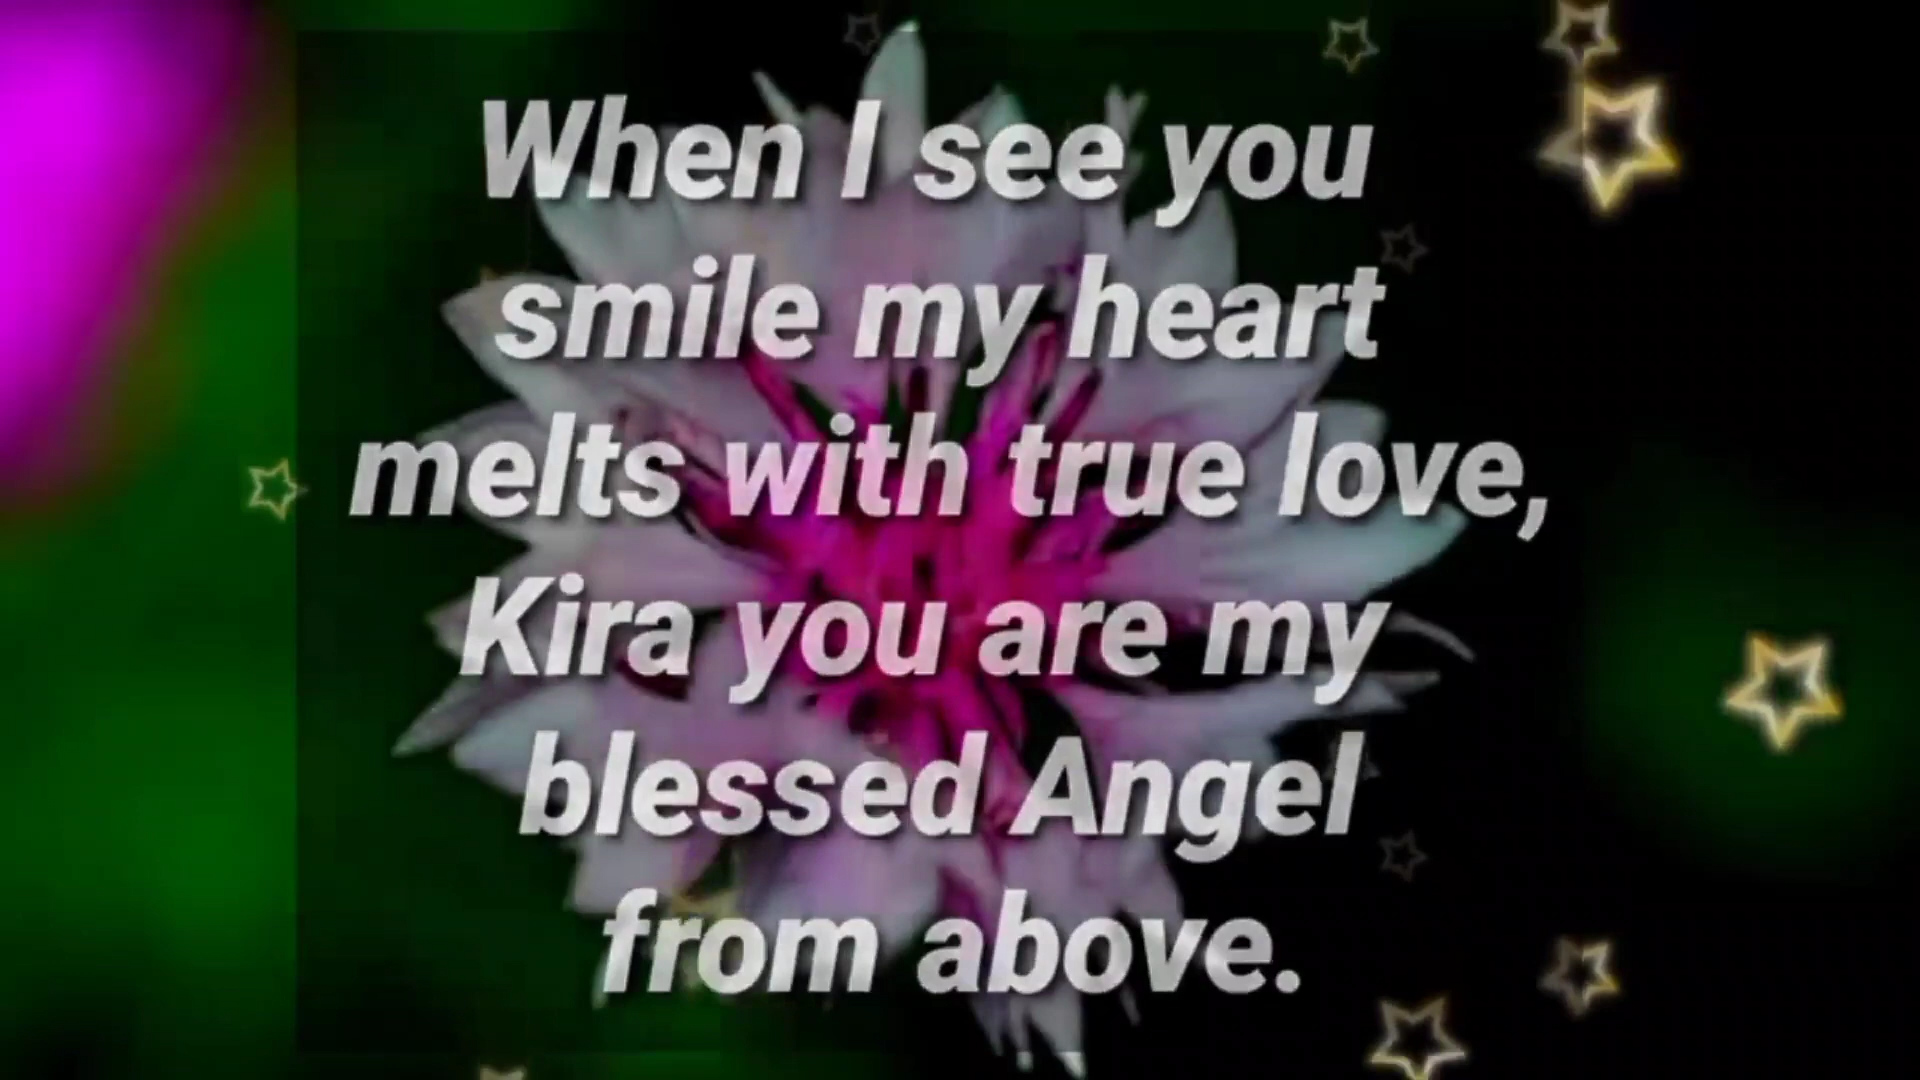 When I see you
smile my heart
melts with true love,
Kira you are my
blessed Angel
from above.